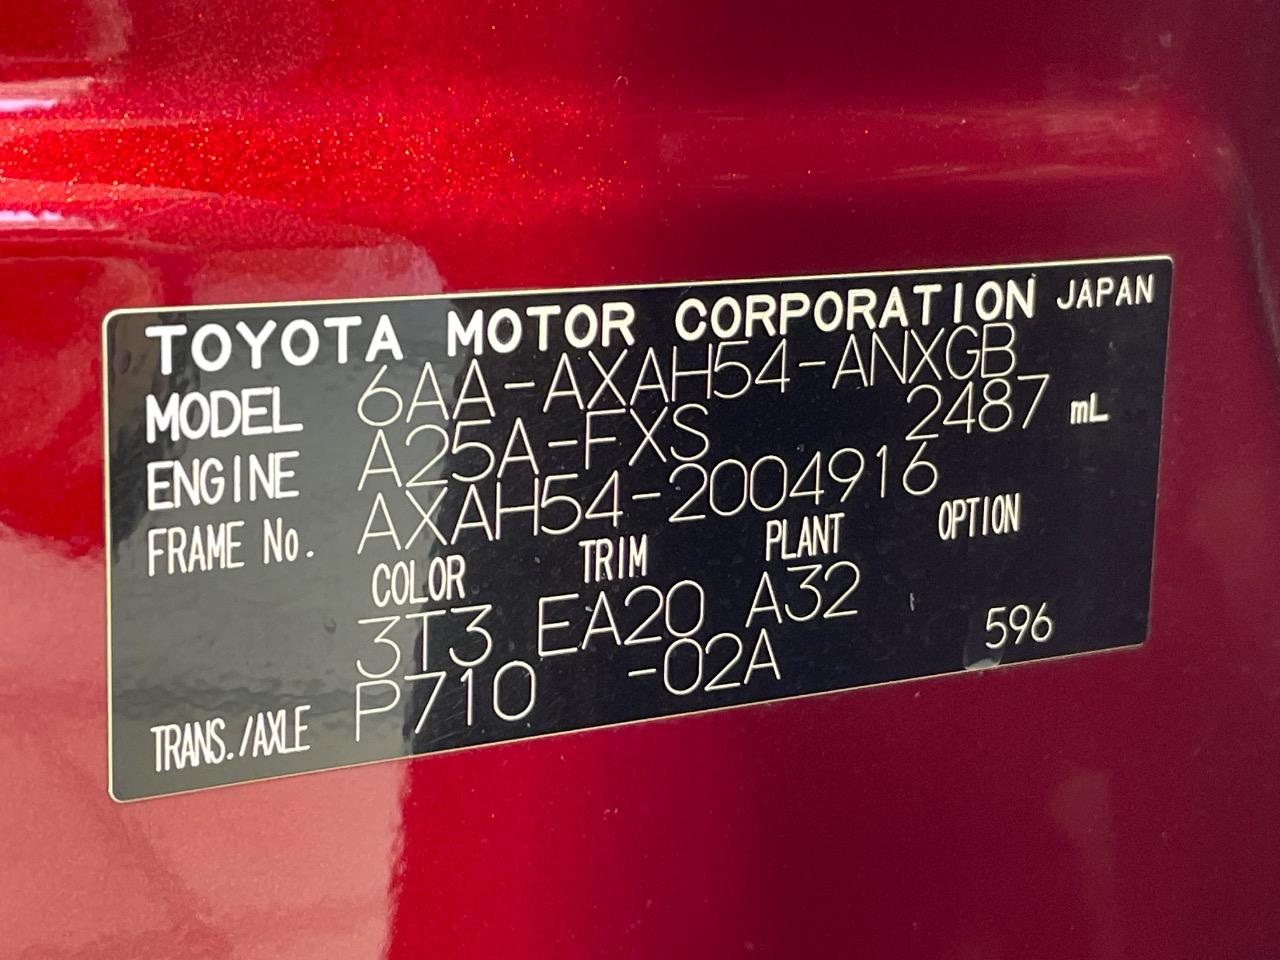 TOYOTA MOTOR CORPORATION JAPAN
MODEL 6AA-AXAH54-ANXGB
ENGINE A25A-FXS 2487 mL
FRAME No. AXAH54-2004916
COLOR TRIM PLANT OPTION
3T3 EA20 A32
TRANS./AXLE P710 -02A 596